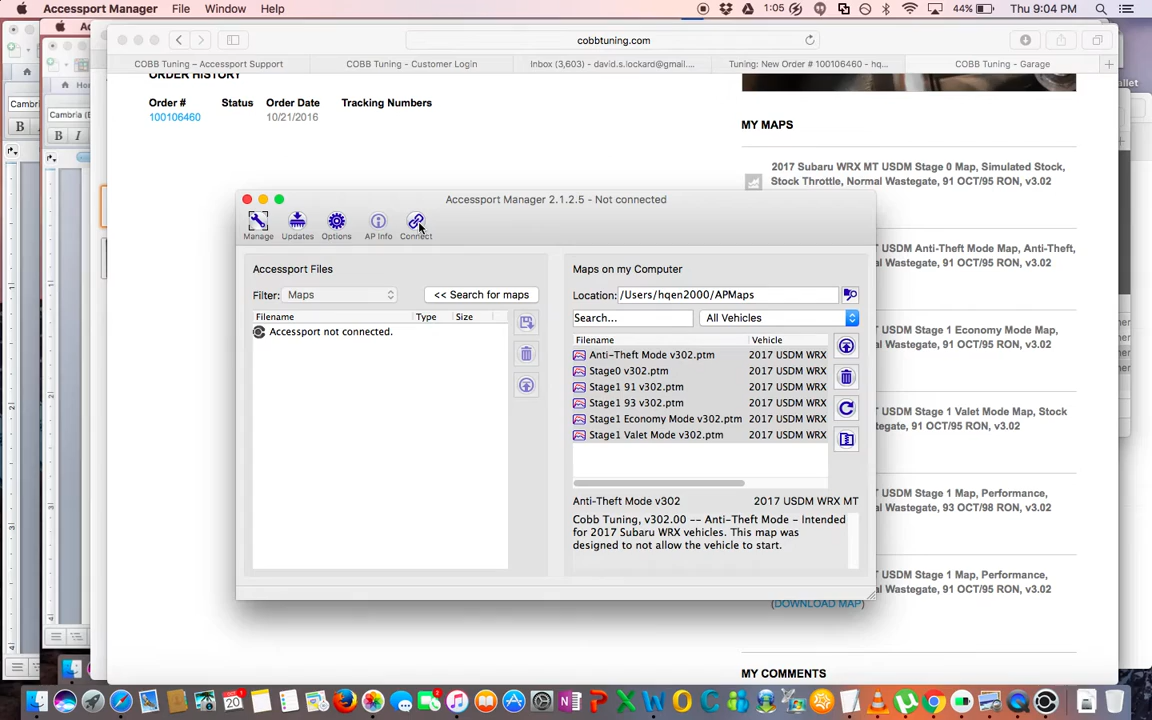 Accessport Manager File Window Help
1:05 44% Thu 9:04 PM
cobbtuning.com
COBB Tuning – Accessport Support
COBB Tuning - Customer Login
Inbox (3,603) - david.s.lockard@gmail....
Tuning: New Order # 100106460 - hq...
COBB Tuning - Garage
ORDER HISTORY
Order # Status Order Date Tracking Numbers
100106460 10/21/2016
MY MAPS
2017 Subaru WRX MT USDM Stage 0 Map, Simulated Stock,
Stock Throttle, Normal Wastegate, 91 OCT/95 RON, v3.02
USDM Anti-Theft Mode Map, Anti-Theft,
al Wastegate, 91 OCT/95 RON, v3.02
USDM Stage 1 Economy Mode Map,
al Wastegate, 91 OCT/95 RON, v3.02
USDM Stage 1 Valet Mode Map, Stock
stegate, 91 OCT/95 RON, v3.02
USDM Stage 1 Map, Performance,
al Wastegate, 93 OCT/98 RON, v3.02
USDM Stage 1 Map, Performance,
al Wastegate, 91 OCT/95 RON, v3.02
(DOWNLOAD MAP)
MY COMMENTS
Accessport Manager 2.1.2.5 - Not connected
Manage Updates Options AP Info Connect
Accessport Files
Filter: Maps << Search for maps
Filename Type Size
Accessport not connected.
Maps on my Computer
Location: /Users/hqen2000/APMaps
Search... All Vehicles
Filename Vehicle
Anti-Theft Mode v302.ptm 2017 USDM WRX
Stage0 v302.ptm 2017 USDM WRX
Stage1 91 v302.ptm 2017 USDM WRX
Stage1 93 v302.ptm 2017 USDM WRX
Stage1 Economy Mode v302.ptm 2017 USDM WRX
Stage1 Valet Mode v302.ptm 2017 USDM WRX
Anti-Theft Mode v302 2017 USDM WRX MT
Cobb Tuning, v302.00 -- Anti-Theft Mode - Intended
for 2017 Subaru WRX vehicles. This map was
designed to not allow the vehicle to start.
Cambria
Cambria (E
B
B I
Ho
allet
20